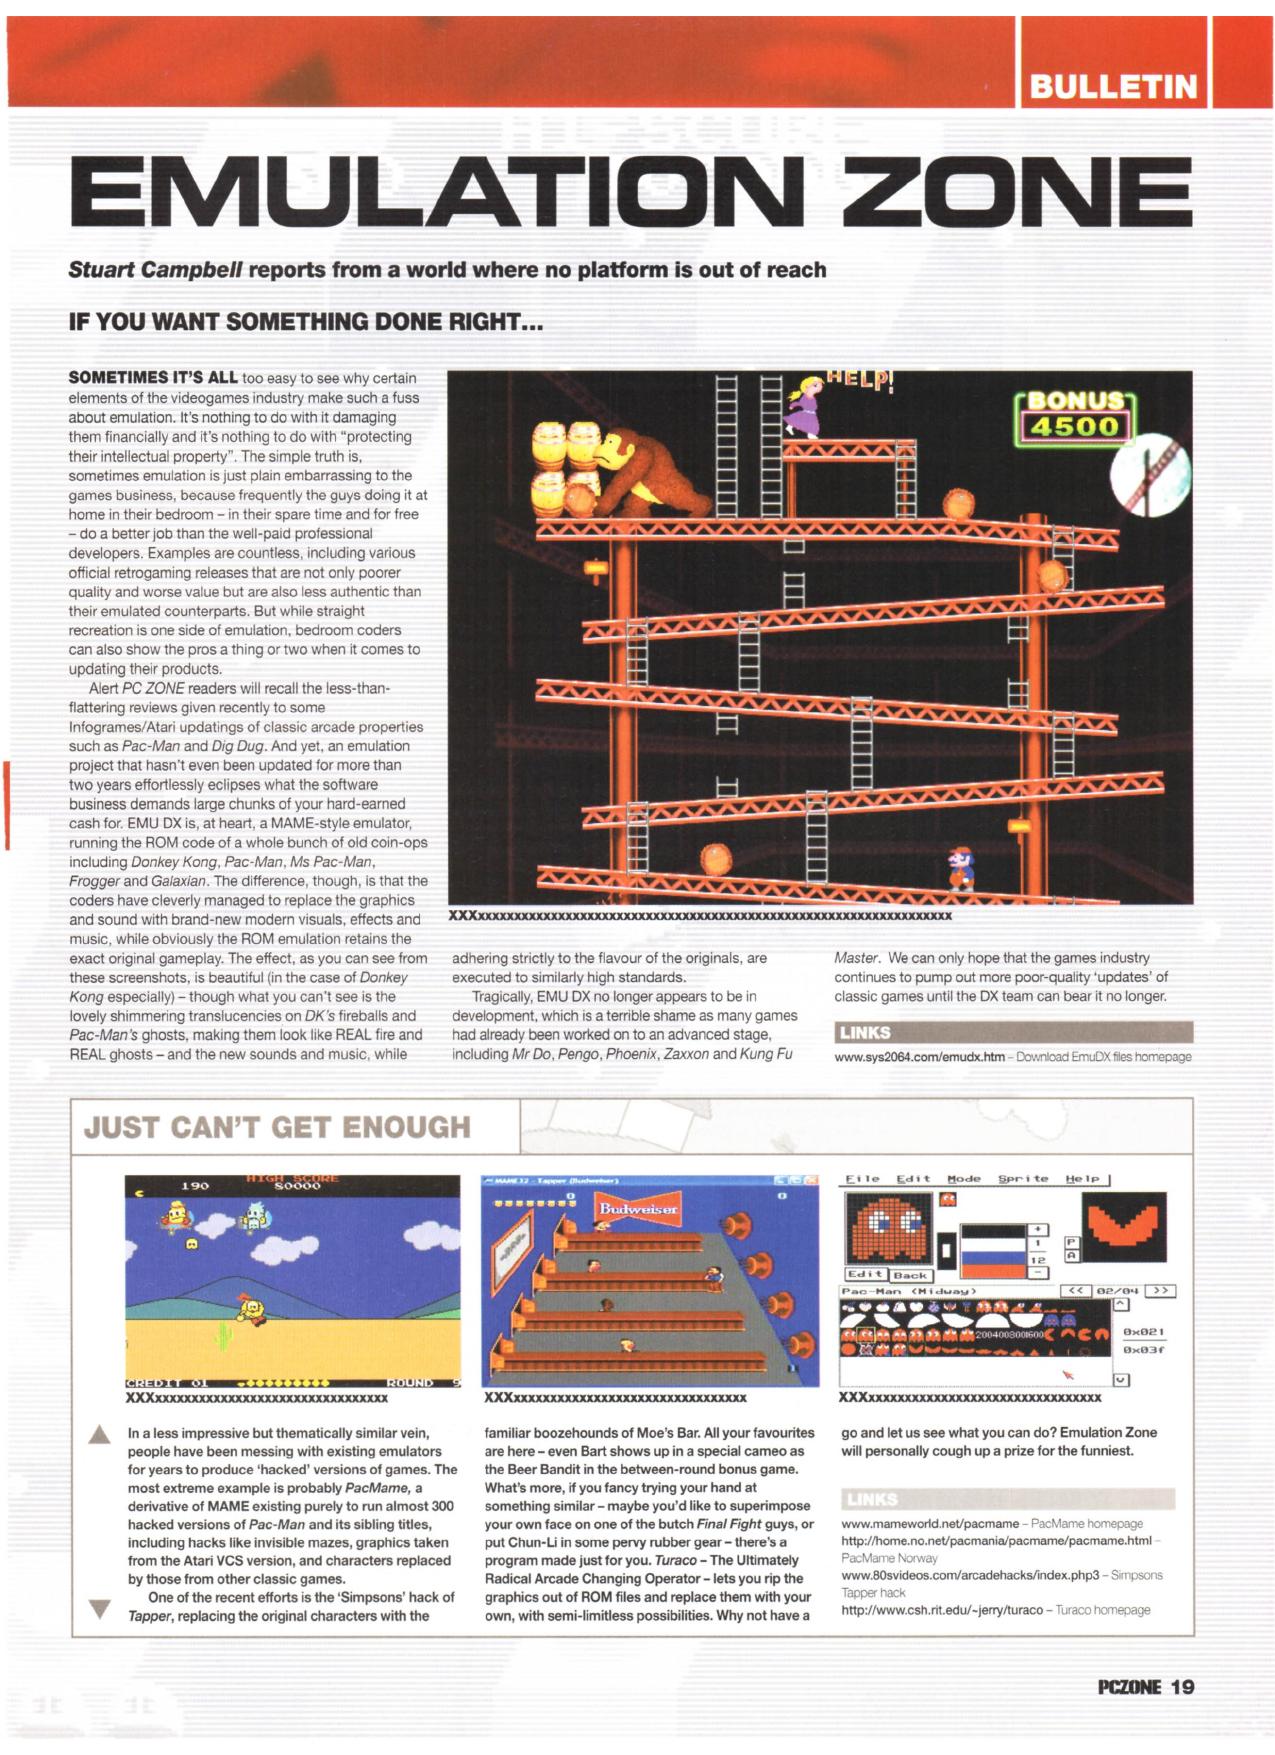 BULLETIN
EMULATION ZONE
Stuart Campbell reports from a world where no platform is out of reach
IF YOU WANT SOMETHING DONE RIGHT...
SOMETIMES IT'S ALL too easy to see why certain
elements of the videogames industry make such a fuss
about emulation. It's nothing to do with it damaging
them financially and it's nothing to do with "protecting
their intellectual property". The simple truth is,
sometimes emulation is just plain embarrassing to the
games business, because frequently the guys doing it at
home in their bedroom – in their spare time and for free
– do a better job than the well-paid professional
developers. Examples are countless, including various
official retrogaming releases that are not only poorer
quality and worse value but are also less authentic than
their emulated counterparts. But while straight
recreation is one side of emulation, bedroom coders
can also show the pros a thing or two when it comes to
updating their products.
Alert PC ZONE readers will recall the less-than-
flattering reviews given recently to some
Infogrames/Atari updatings of classic arcade properties
such as Pac-Man and Dig Dug. And yet, an emulation
project that hasn't even been updated for more than
two years effortlessly eclipses what the software
business demands large chunks of your hard-earned
cash for. EMU DX is, at heart, a MAME-style emulator,
running the ROM code of a whole bunch of old coin-ops
including Donkey Kong, Pac-Man, Ms Pac-Man,
Frogger and Galaxian. The difference, though, is that the
coders have cleverly managed to replace the graphics
and sound with brand-new modern visuals, effects and
music, while obviously the ROM emulation retains the
exact original gameplay. The effect, as you can see from
these screenshots, is beautiful (in the case of Donkey
Kong especially) – though what you can't see is the
lovely shimmering translucencies on DK's fireballs and
Pac-Man's ghosts, making them look like REAL fire and
REAL ghosts – and the new sounds and music, while
HELP!
BONUS
4500
XXXxxxxxxxxxxxxxxxxxxxxxxxxxxxxxxxxxxxxxxxxxxxxxxxxxxxxxxxxxxxxxxxxxxxxx
adhering strictly to the flavour of the originals, are
executed to similarly high standards.
Tragically, EMU DX no longer appears to be in
development, which is a terrible shame as many games
had already been worked on to an advanced stage,
including Mr Do, Pengo, Phoenix, Zaxxon and Kung Fu
Master. We can only hope that the games industry
continues to pump out more poor-quality 'updates' of
classic games until the DX team can bear it no longer.
LINKS
www.sys2064.com/emudx.htm – Download EmuDX files homepage
JUST CAN'T GET ENOUGH
HIGH SCORE
190 80000
CREDIT 01 ROUND 9
XXXxxxxxxxxxxxxxxxxxxxxxxxxxxxxxxxxx
In a less impressive but thematically similar vein,
people have been messing with existing emulators
for years to produce 'hacked' versions of games. The
most extreme example is probably PacMame, a
derivative of MAME existing purely to run almost 300
hacked versions of Pac-Man and its sibling titles,
including hacks like invisible mazes, graphics taken
from the Atari VCS version, and characters replaced
by those from other classic games.
One of the recent efforts is the 'Simpsons' hack of
Tapper, replacing the original characters with the
MAME32 - Tapper (Budweiser)
0 0
Budweiser
XXXxxxxxxxxxxxxxxxxxxxxxxxxxxxxxxxxx
familiar boozehounds of Moe's Bar. All your favourites
are here – even Bart shows up in a special cameo as
the Beer Bandit in the between-round bonus game.
What's more, if you fancy trying your hand at
something similar – maybe you'd like to superimpose
your own face on one of the butch Final Fight guys, or
put Chun-Li in some pervy rubber gear – there's a
program made just for you. Turaco – The Ultimately
Radical Arcade Changing Operator – lets you rip the
graphics out of ROM files and replace them with your
own, with semi-limitless possibilities. Why not have a
File Edit Mode Sprite Help
+
1
12
-
P
A
Edit Back
Pac-Man (Midway) << 02/04 >>
2004003001600
0x021
0x03f
XXXxxxxxxxxxxxxxxxxxxxxxxxxxxxxxxxxx
go and let us see what you can do? Emulation Zone
will personally cough up a prize for the funniest.
LINKS
www.mameworld.net/pacmame – PacMame homepage
http://home.no.net/pacmania/pacmame/pacmame.html –
PacMame Norway
www.80svideos.com/arcadehacks/index.php3 – Simpsons
Tapper hack
http://www.csh.rit.edu/~jerry/turaco – Turaco homepage
PCZONE 19